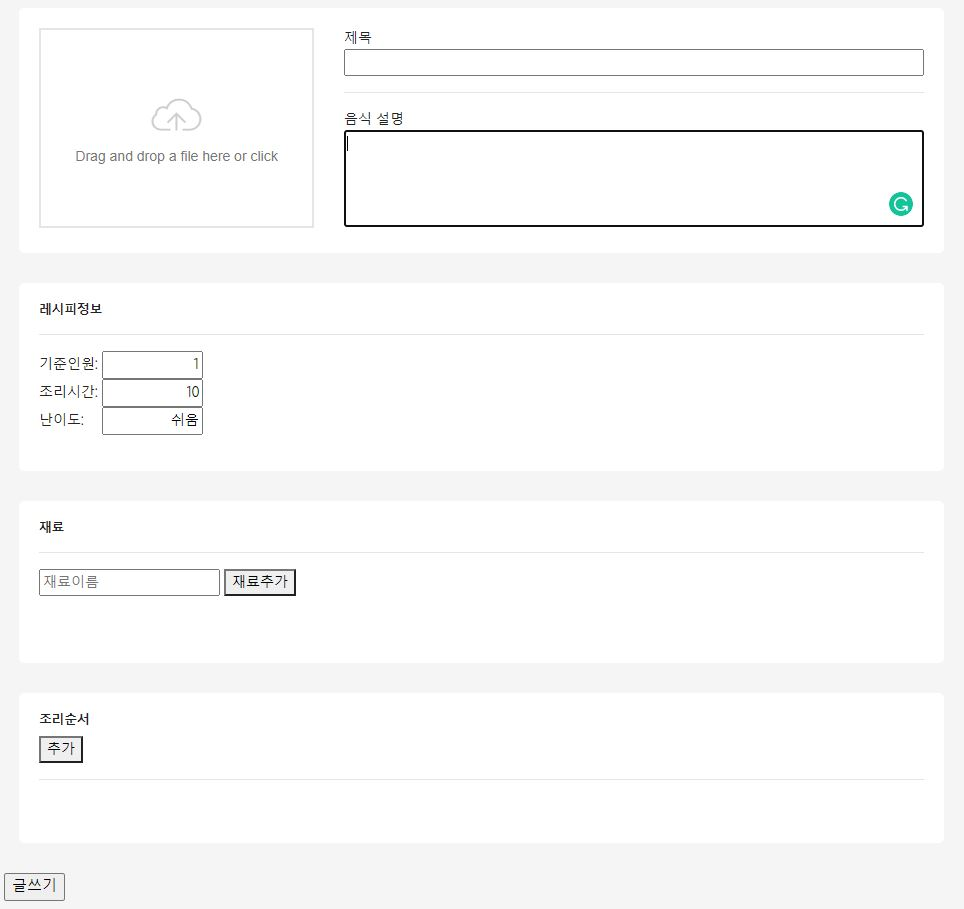 Drag and drop a file here or click
제목
음식 설명
레시피정보
기준인원: 1
조리시간: 10
난이도: 쉬움
재료
재료이름 재료추가
조리순서
추가
글쓰기